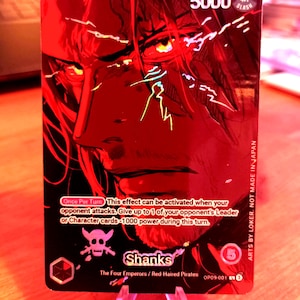 5000
Once Per Turn This effect can be activated when your
opponent attacks. Give up to 1 of your opponent's Leader
or Character cards -1000 power during this turn.
Shanks
The Four Emperors / Red Haired Pirates
5
OP09-001 L
ARTS BY LOKER. NOT MADE IN JAPAN